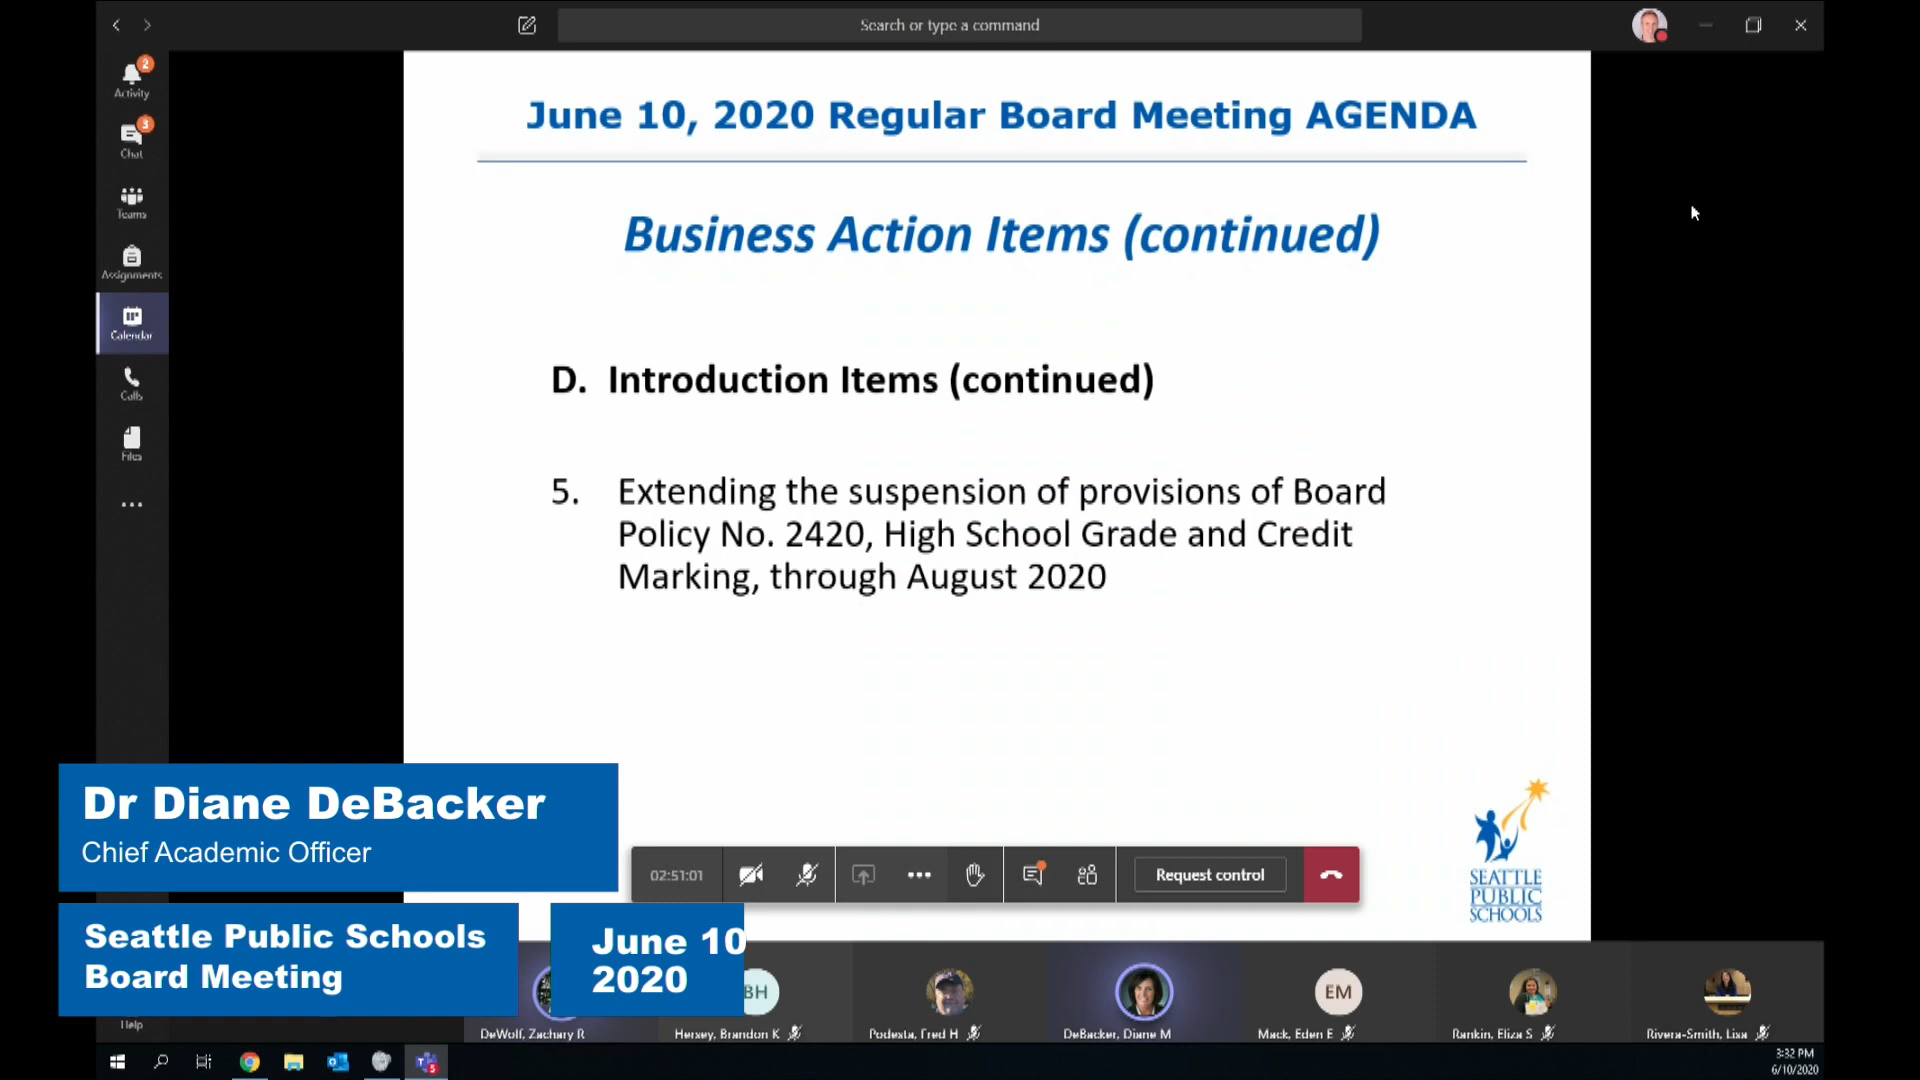 Search or type a command
2
Activity
3
Chat
Teams
Assignments
Calendar
Calls
Files
Help
June 10, 2020 Regular Board Meeting AGENDA
Business Action Items (continued)
D. Introduction Items (continued)
5. Extending the suspension of provisions of Board
Policy No. 2420, High School Grade and Credit
Marking, through August 2020
SEATTLE
PUBLIC
SCHOOLS
Dr Diane DeBacker
Chief Academic Officer
Seattle Public Schools
Board Meeting
June 10
2020
02:51:01
Request control
BH
EM
DeWolf, Zachary R
Hersey, Brandon K
Podesta, Fred H
DeBacker, Diane M
Mack, Eden E
Rankin, Eliza S
Rivera-Smith, Lisa
5
3:32 PM
6/10/2020